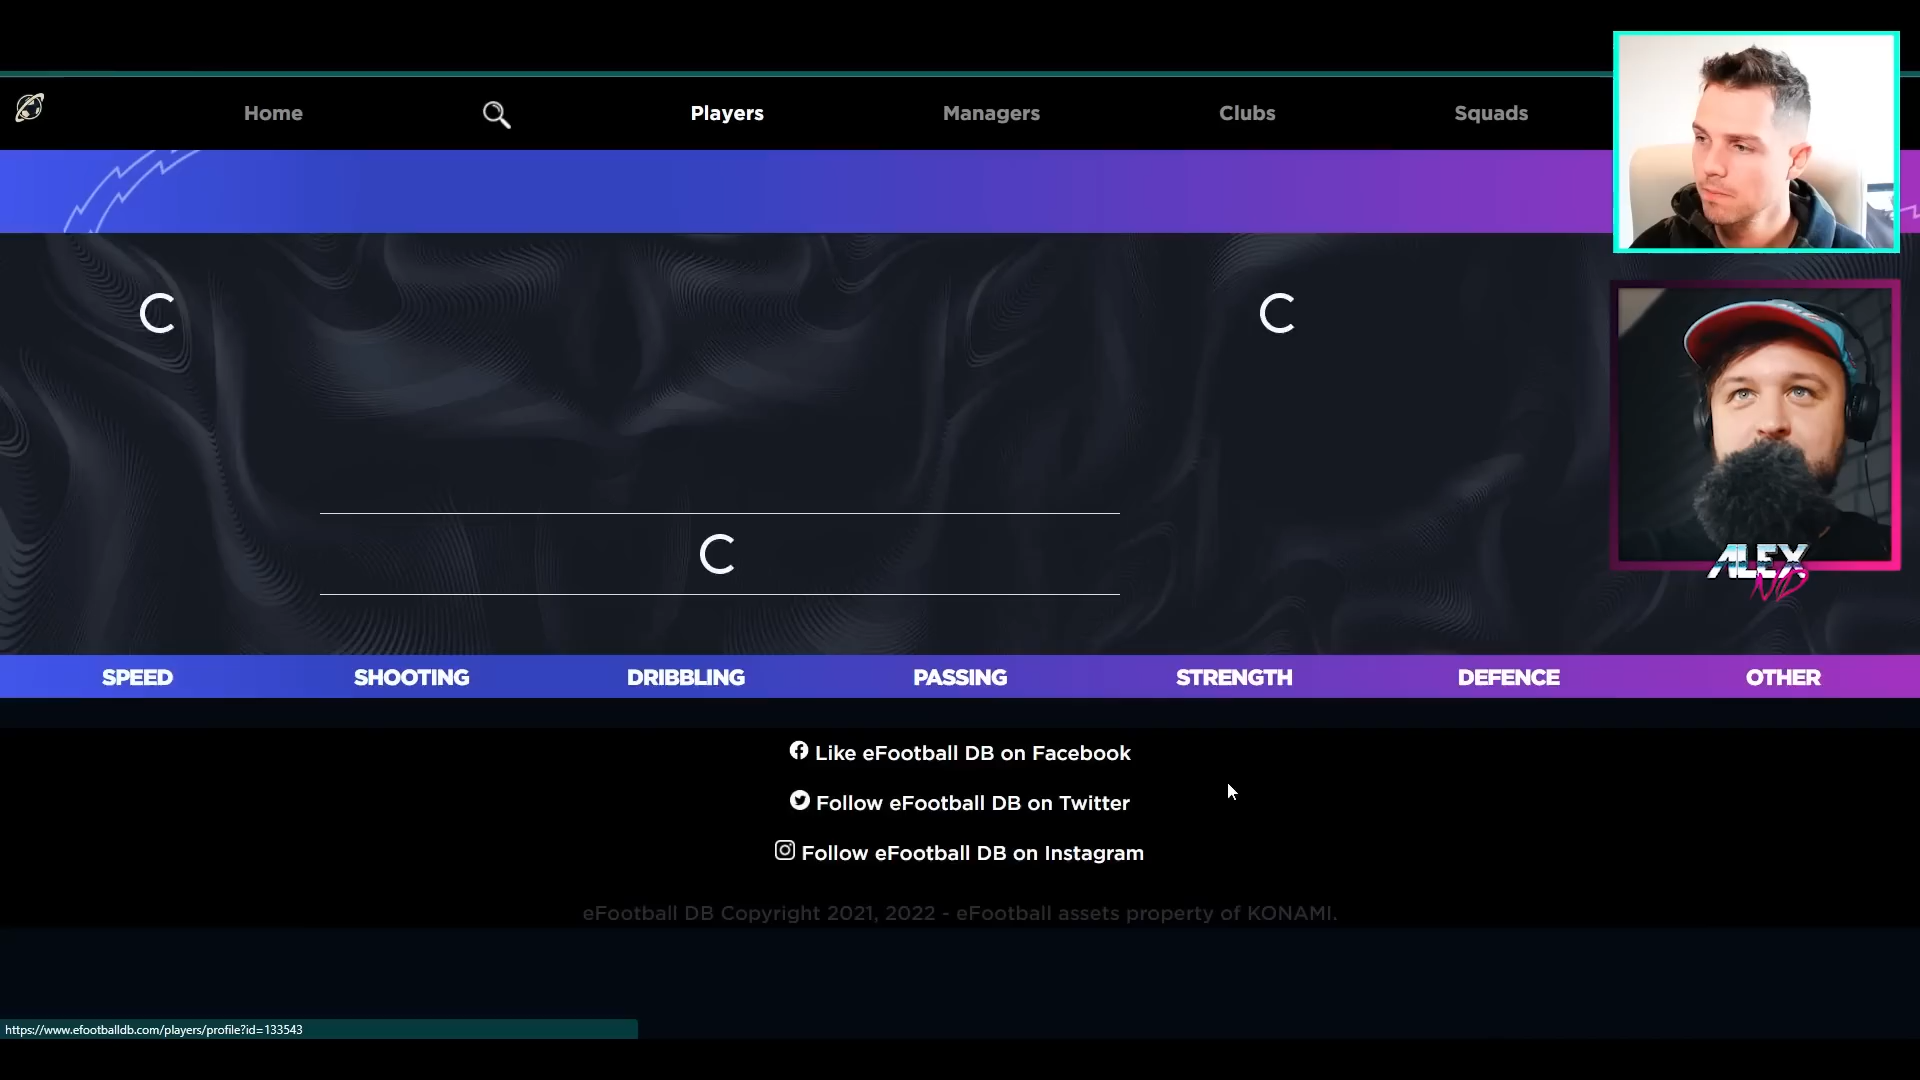 Home
Players
Managers
Clubs
Squads
ALEX
ND
SPEED
SHOOTING
DRIBBLING
PASSING
STRENGTH
DEFENCE
OTHER
Like eFootball DB on Facebook
Follow eFootball DB on Twitter
Follow eFootball DB on Instagram
eFootball DB Copyright 2021, 2022 - eFootball assets property of KONAMI.
https://www.efootballdb.com/players/profile?id=133543